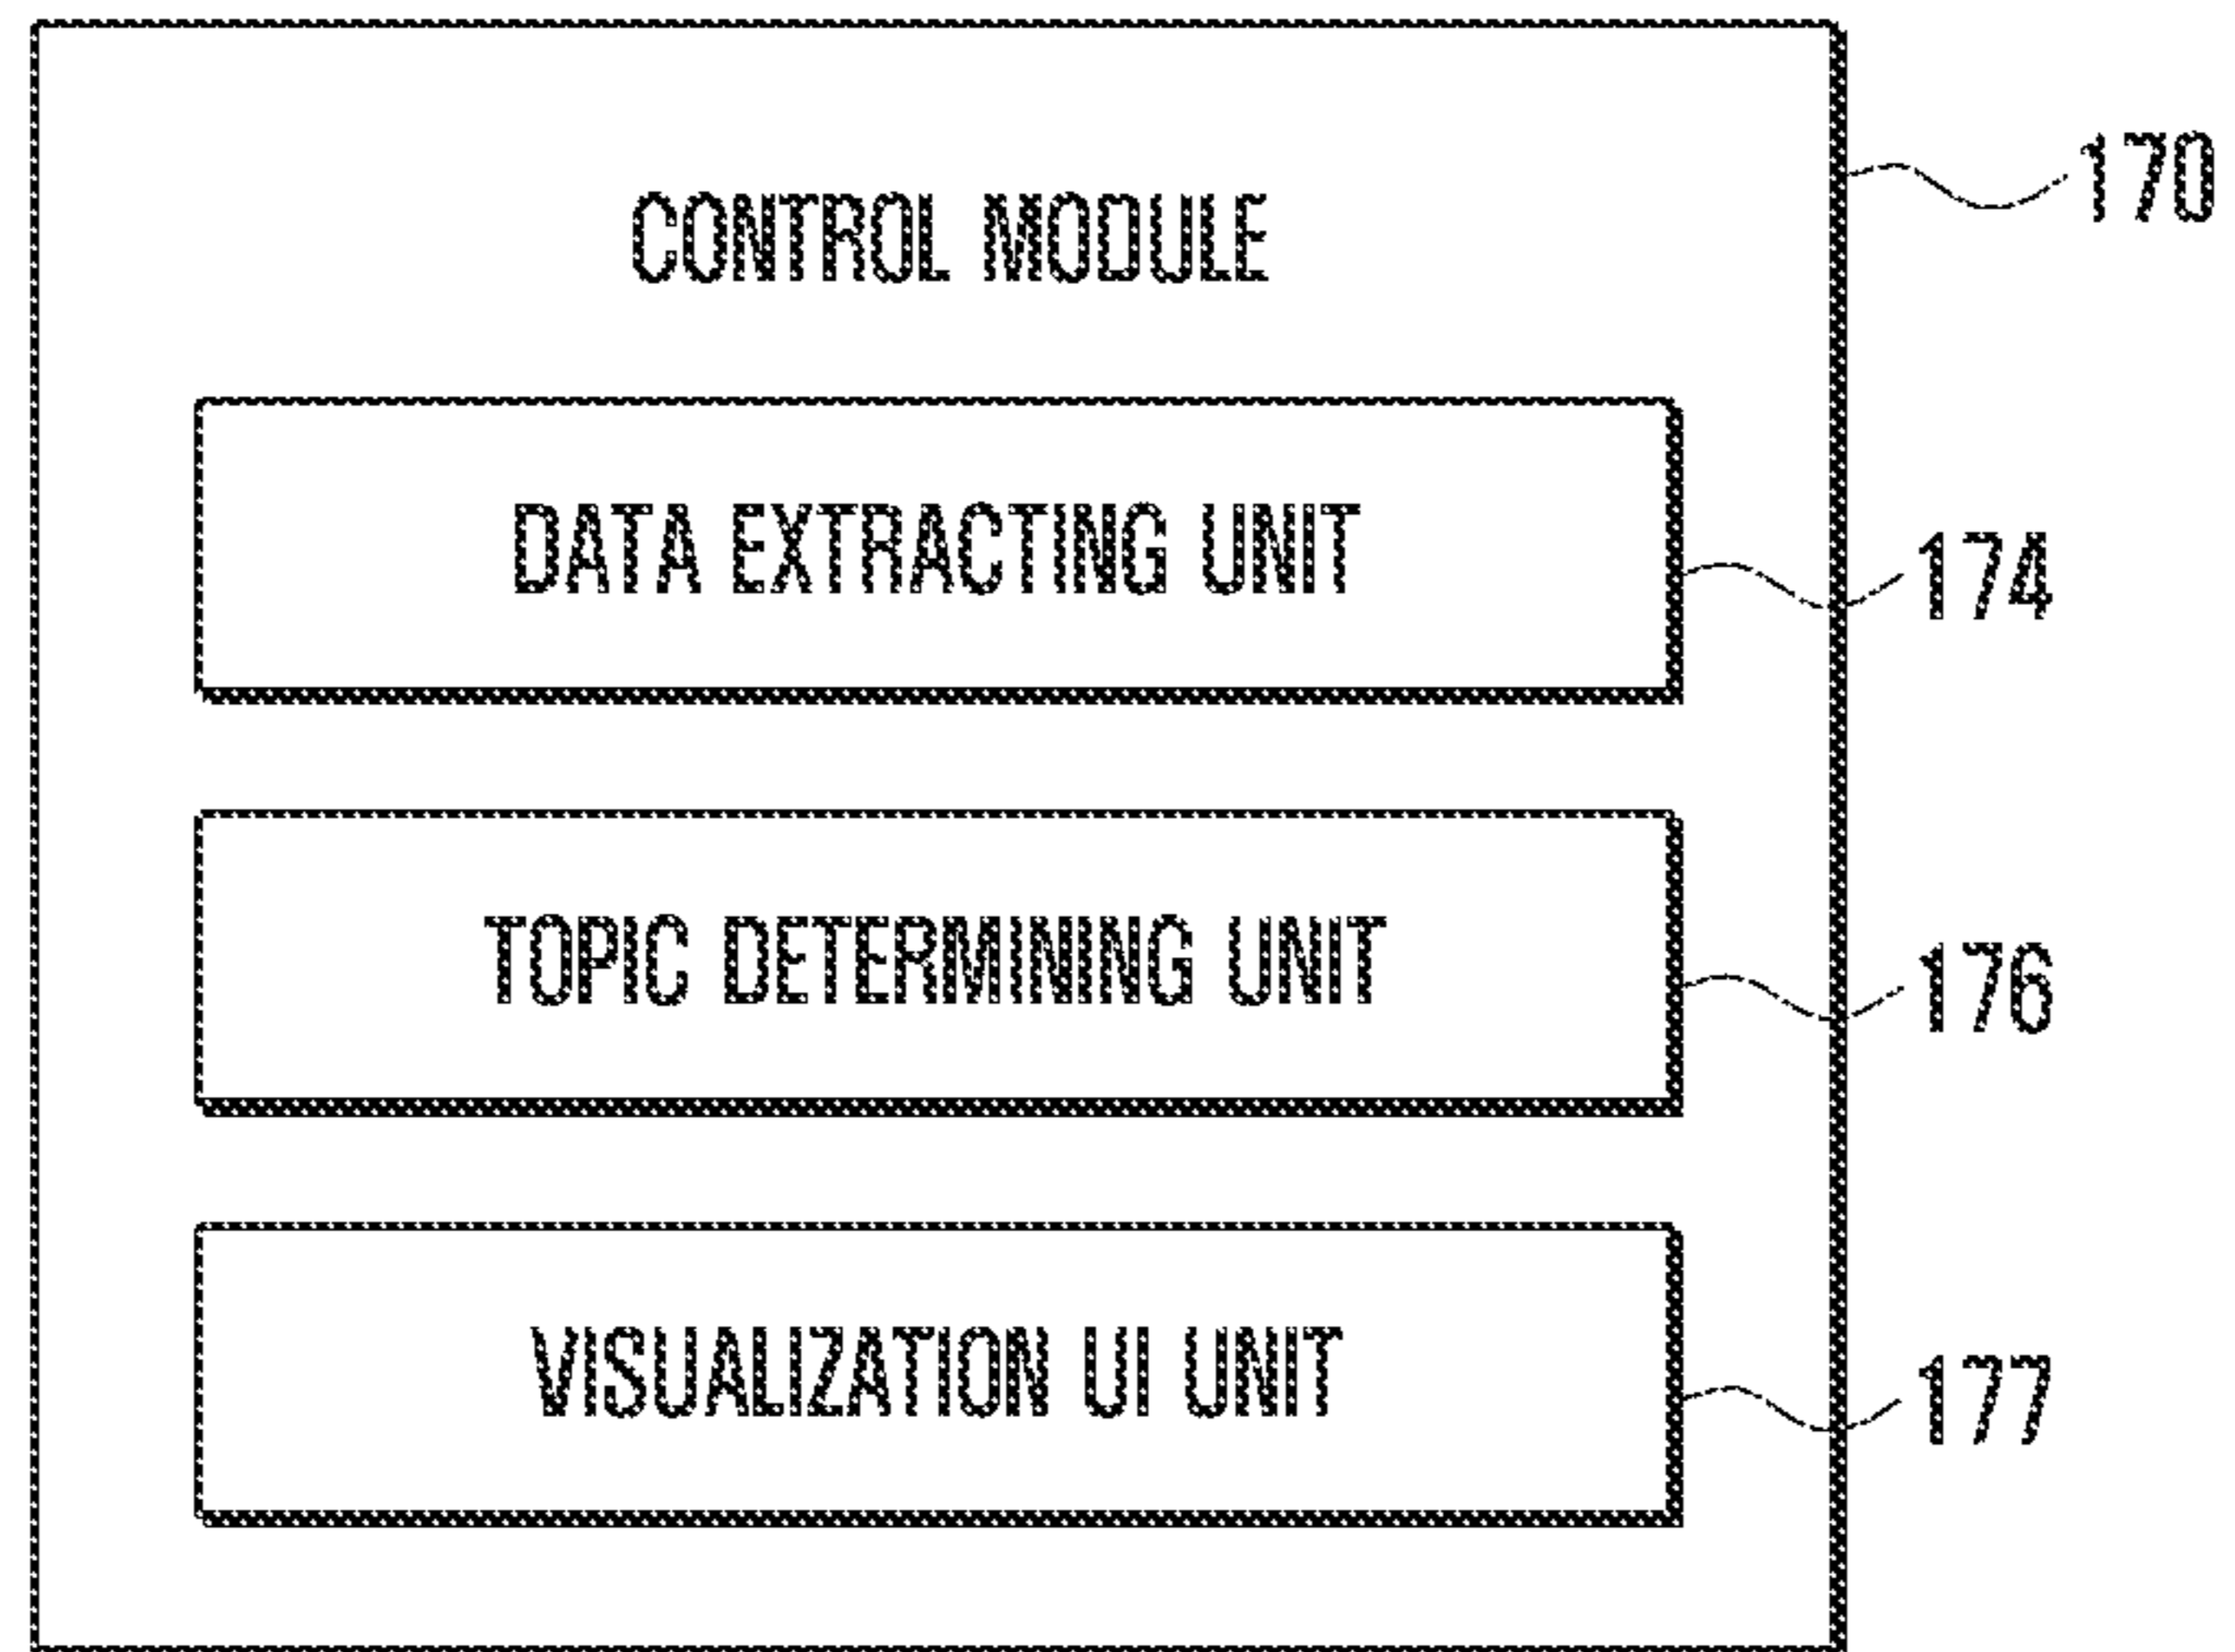 170
CONTROL MODULE
DATA EXTRACTING UNIT
174
TOPIC DETERMINING UNIT
176
VISUALIZATION UI UNIT
177